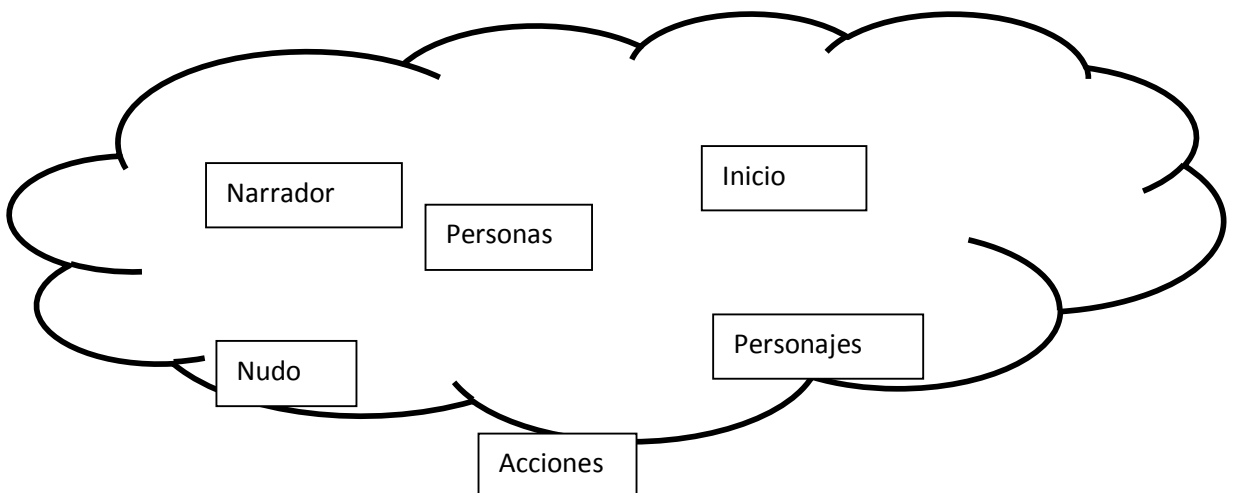 Narrador
Inicio
Personas
Nudo
Personajes
Acciones